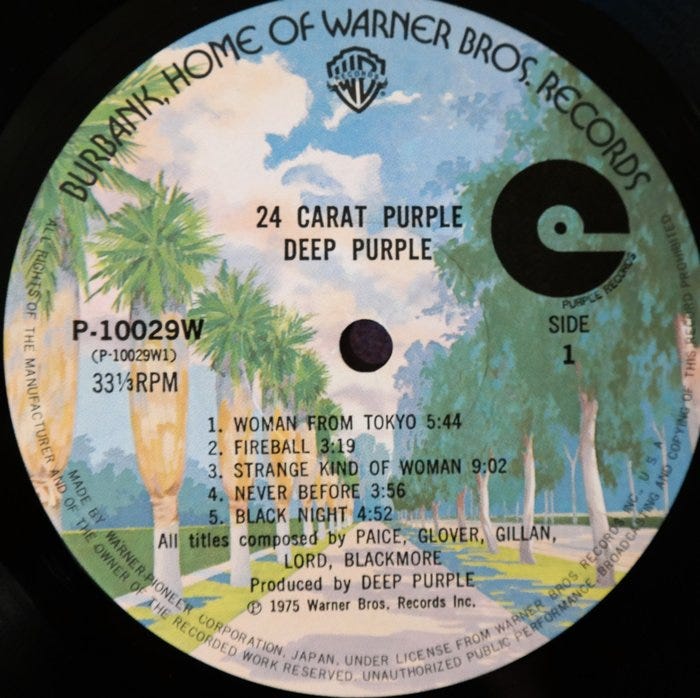 BURBANK, HOME OF WARNER BROS. RECORDS
WB
RECORDS
24 CARAT PURPLE
DEEP PURPLE
PURPLE RECORDS
P-10029W
(P-10029W1)
33⅓RPM
SIDE
1
1. WOMAN FROM TOKYO 5:44
2. FIREBALL 3:19
3. STRANGE KIND OF WOMAN 9:02
4. NEVER BEFORE 3:56
5. BLACK NIGHT 4:52
All titles composed by PAICE, GLOVER, GILLAN,
LORD, BLACKMORE
Produced by DEEP PURPLE
℗ 1975 Warner Bros. Records Inc.
MADE BY WARNER-PIONEER CORPORATION, JAPAN, UNDER LICENSE FROM WARNER BROS RECORDS INC. U S A
ALL RIGHTS OF THE MANUFACTURER AND OF THE OWNER OF THE RECORDED WORK RESERVED. UNAUTHORIZED PUBLIC PERFORMANCE BROADCASTING AND COPYING OF THIS RECORD PROHIBITED